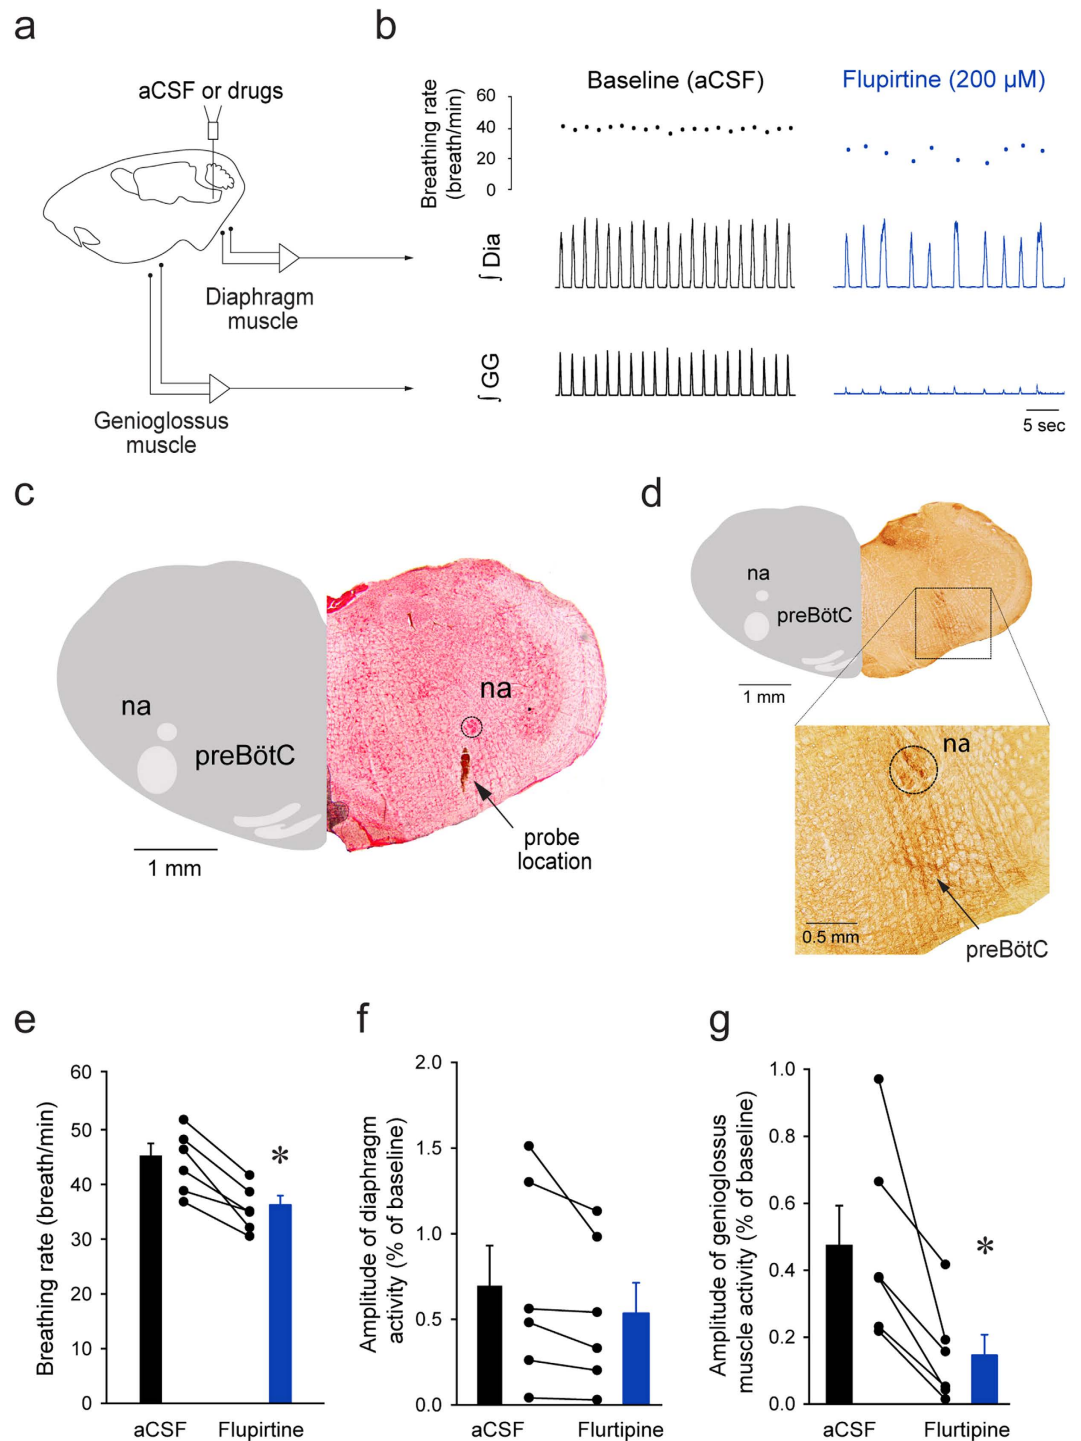 a
aCSF or drugs
Diaphragm
muscle
Genioglossus
muscle
b
Baseline (aCSF)
Flupirtine (200 µM)
Breathing rate
(breath/min)
60
40
20
0
∫ Dia
∫ GG
5 sec
c
na
preBötC
1 mm
na
probe
location
d
na
preBötC
1 mm
na
0.5 mm
preBötC
e
Breathing rate (breath/min)
60
50
40
30
20
10
0
*
aCSF
Flupirtine
f
Amplitude of diaphragm
activity (% of baseline)
2.0
1.5
1.0
0.5
0.0
aCSF
Flurtipine
g
Amplitude of genioglossus
muscle activity (% of baseline)
1.0
0.8
0.6
0.4
0.2
0.0
*
aCSF
Flurtipine